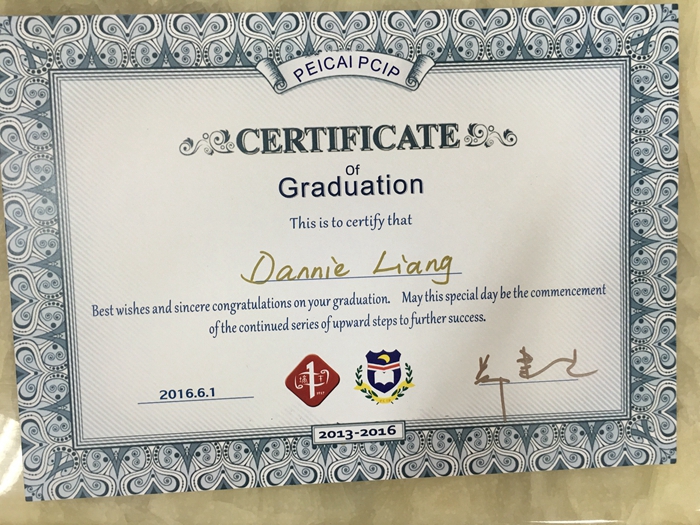 PEICAI PCIP
CERTIFICATE
Of
Graduation
This is to certify that
Dannie Liang
Best wishes and sincere congratulations on your graduation. May this special day be the commencement
of the continued series of upward steps to further success.
2016.6.1
2013-2016